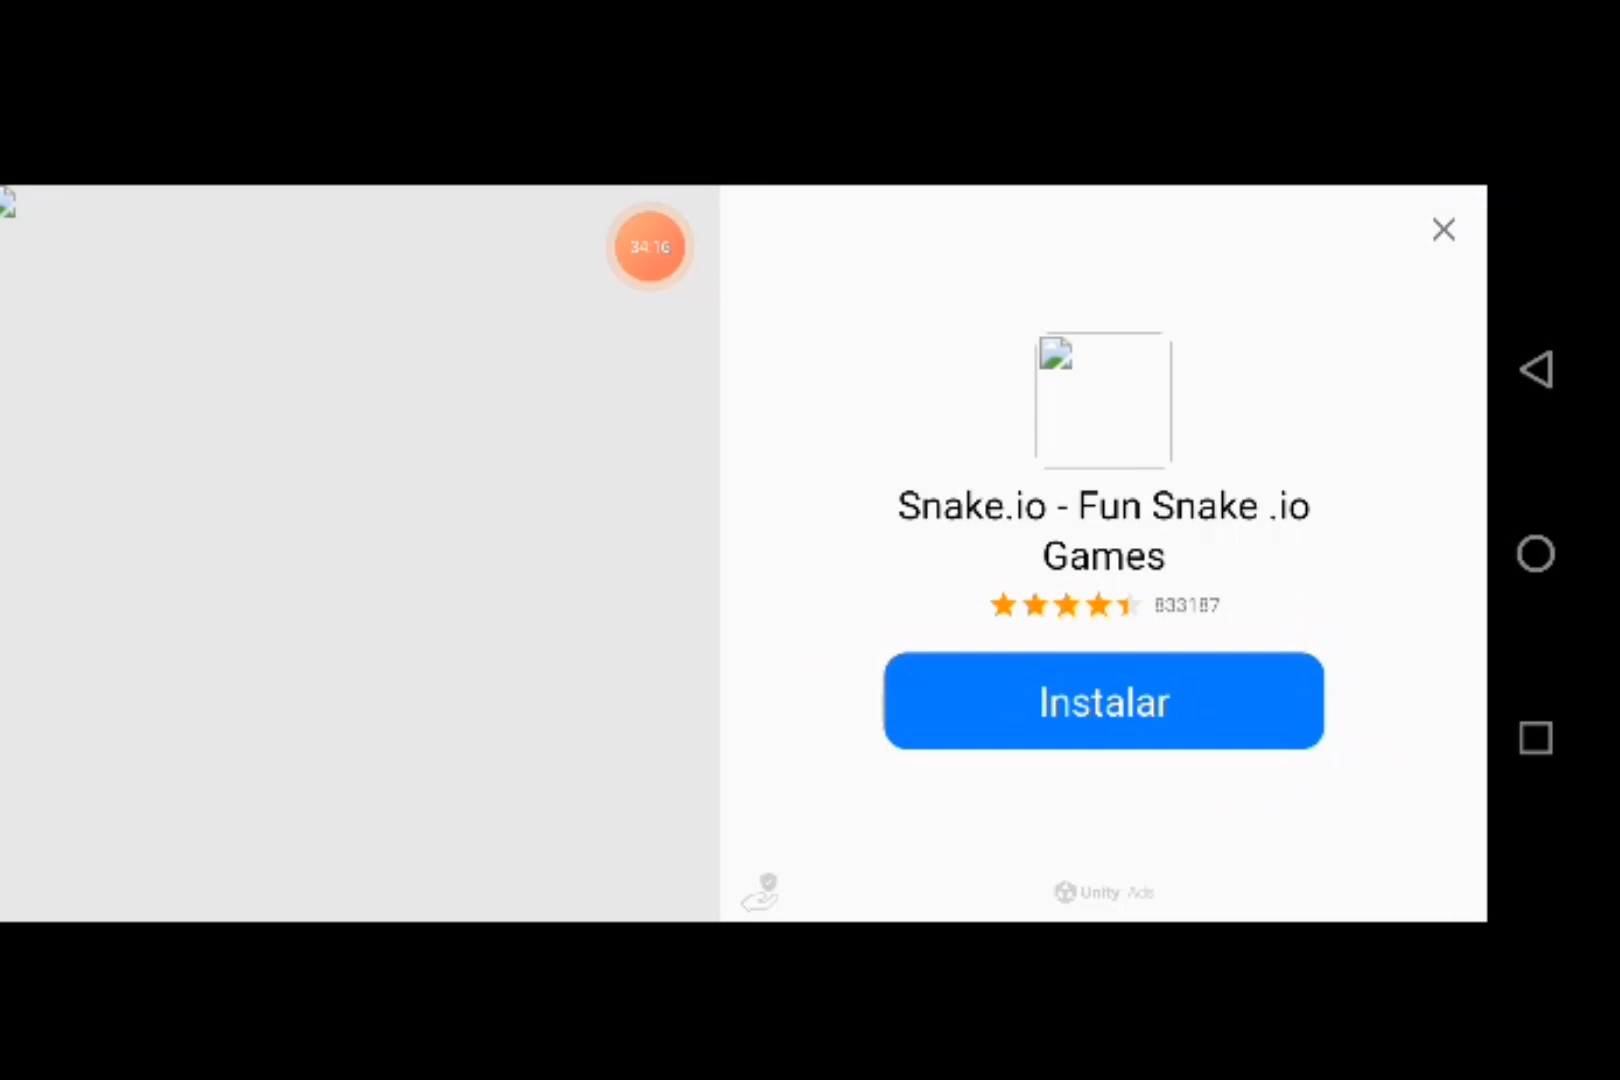 34:16
Snake.io - Fun Snake .io
Games
833187
Instalar
Unity Ads